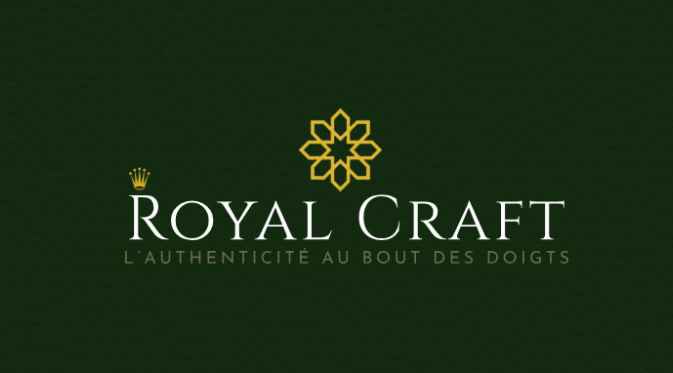 ROYAL CRAFT
L'AUTHENTICITÉ AU BOUT DES DOIGTS